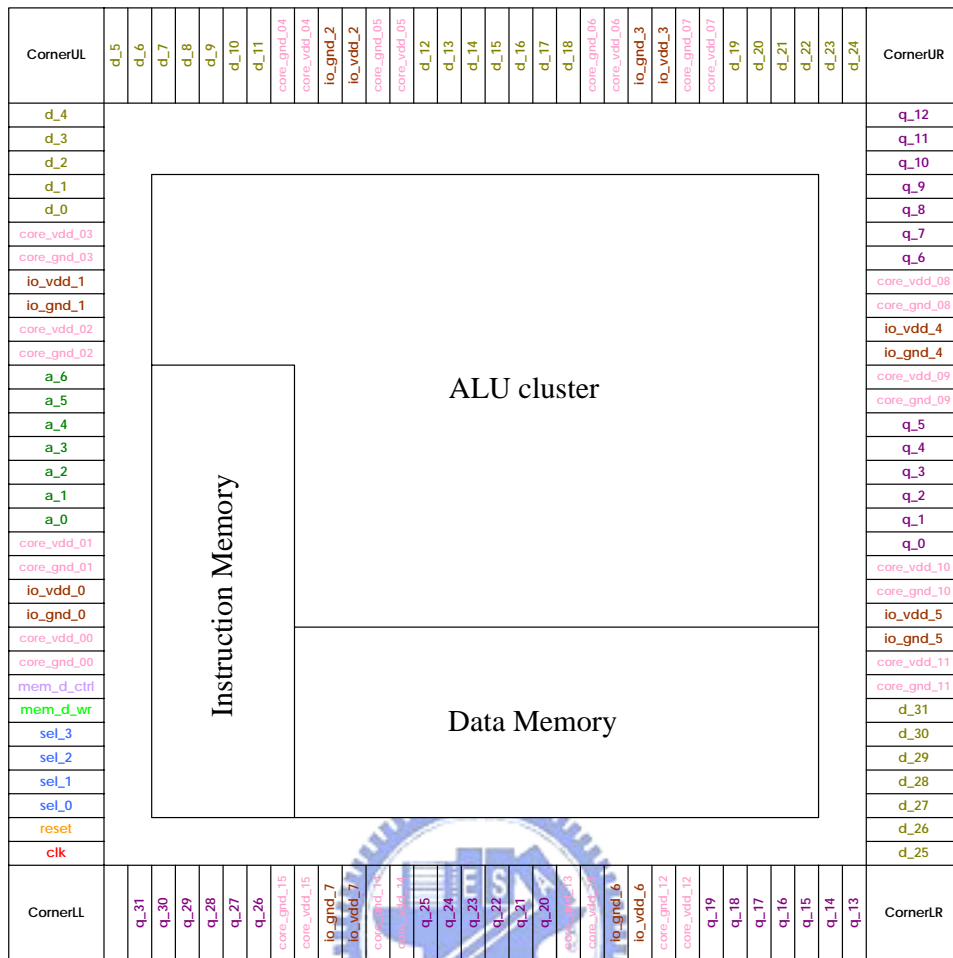 CornerUL
d_5
d_6
d_7
d_8
d_9
d_10
d_11
core_gnd_04
core_vdd_04
io_gnd_2
io_vdd_2
core_gnd_05
core_vdd_05
d_12
d_13
d_14
d_15
d_16
d_17
d_18
core_gnd_06
core_vdd_06
io_gnd_3
io_vdd_3
core_gnd_07
core_vdd_07
d_19
d_20
d_21
d_22
d_23
d_24
CornerUR
d_4
d_3
d_2
d_1
d_0
core_vdd_03
core_gnd_03
io_vdd_1
io_gnd_1
core_vdd_02
core_gnd_02
a_6
a_5
a_4
a_3
a_2
a_1
a_0
core_vdd_01
core_gnd_01
io_vdd_0
io_gnd_0
core_vdd_00
core_gnd_00
mem_d_ctrl
mem_d_wr
sel_3
sel_2
sel_1
sel_0
reset
clk
ALU cluster
Instruction Memory
Data Memory
q_12
q_11
q_10
q_9
q_8
q_7
q_6
core_vdd_08
core_gnd_08
io_vdd_4
io_gnd_4
core_vdd_09
core_gnd_09
q_5
q_4
q_3
q_2
q_1
q_0
core_vdd_10
core_gnd_10
io_vdd_5
io_gnd_5
core_vdd_11
core_gnd_11
d_31
d_30
d_29
d_28
d_27
d_26
d_25
CornerLL
q_31
q_30
q_29
q_28
q_27
q_26
core_gnd_15
core_vdd_15
io_gnd_7
io_vdd_7
core_gnd_14
core_vdd_14
q_25
q_24
q_23
q_22
q_21
q_20
io_gnd_6
io_vdd_6
core_gnd_12
core_vdd_12
q_19
q_18
q_17
q_16
q_15
q_14
q_13
CornerLR